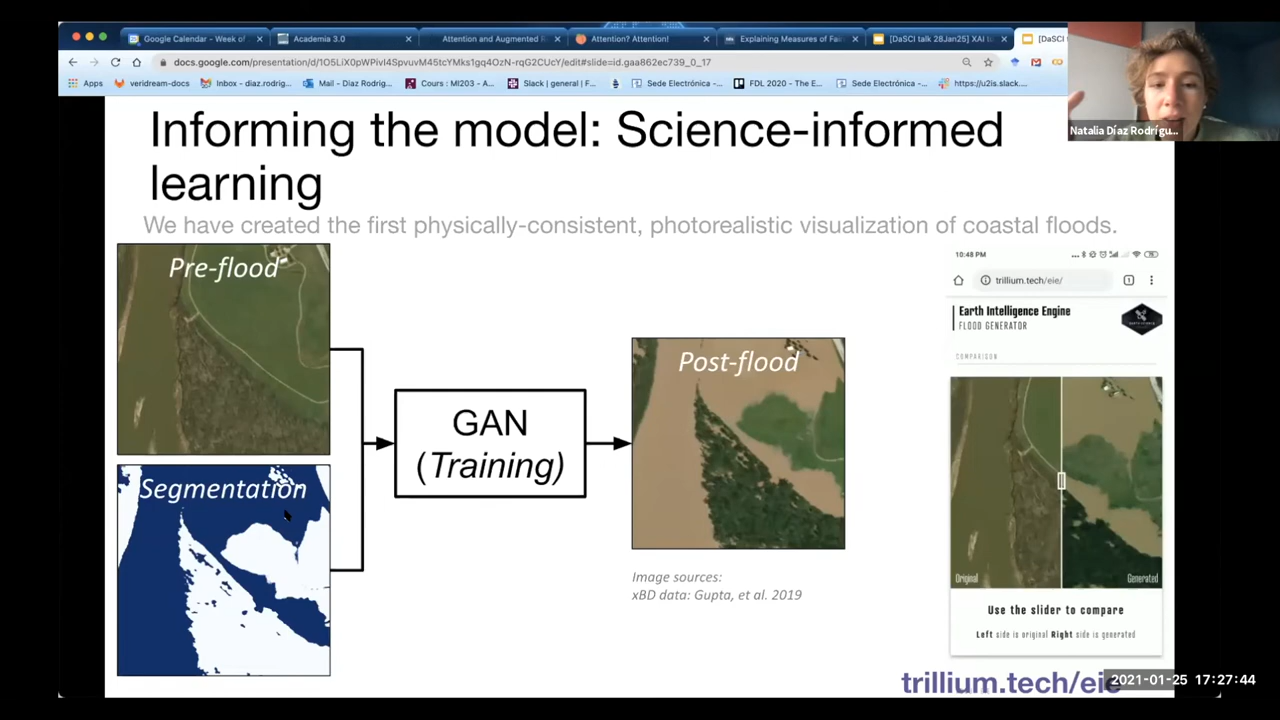 Google Calendar - Week of
Academia 3.0
Attention and Augmented R
Attention? Attention!
Explaining Measures of Fai
[DaSCI talk 28Jan25] XAI tu
[DaSCI
docs.google.com/presentation/d/1O5LiX0pWPivI4SpvuvM45tcYMks1gq4OzN-rqG2CUcY/edit#slide=id.gaa862ec739_0_17
Apps
veridream-docs
Inbox - diaz.rodrig...
Mail - Diaz Rodrig...
Cours : MI203 - A...
Slack | general | F...
Sede Electrónica -...
FDL 2020 - The E...
Sede Electrónica -...
https://u2is.slack....
Natalia Díaz Rodrígu...
Informing the model: Science-informed
learning
We have created the first physically-consistent, photorealistic visualization of coastal floods.
Pre-flood
Segmentation
GAN
(Training)
Post-flood
Image sources:
xBD data: Gupta, et al. 2019
10:48 PM
trillium.tech/eie/
1
Earth Intelligence Engine
FLOOD GENERATOR
COMPARISON
Original
Generated
Use the slider to compare
Left side is original Right side is generated
trillium.tech/eie
2021-01-25 17:27:44